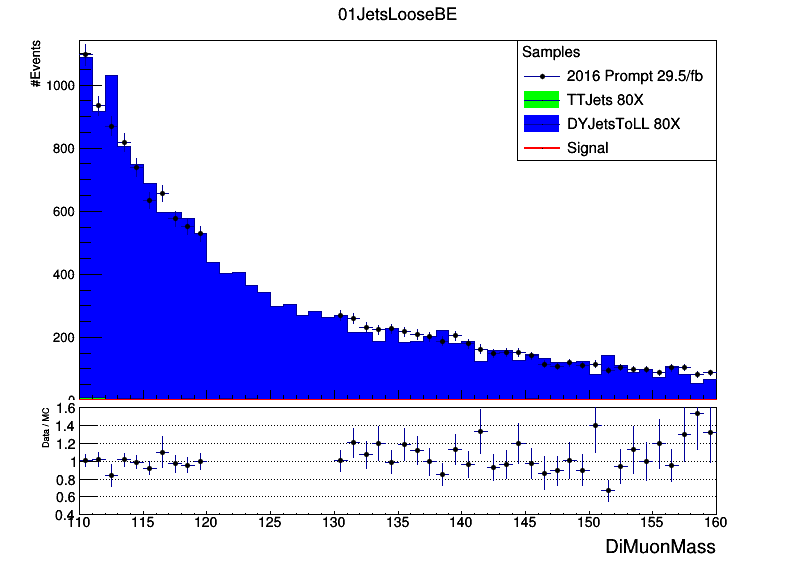 01JetsLooseBE
#Events
Samples
2016 Prompt 29.5/fb
TTJets 80X
DYJetsToLL 80X
Signal
1000
800
600
400
200
0
Data / MC
1.6
1.4
1.2
1
0.8
0.6
0.4
110 115 120 125 130 135 140 145 150 155 160
DiMuonMass